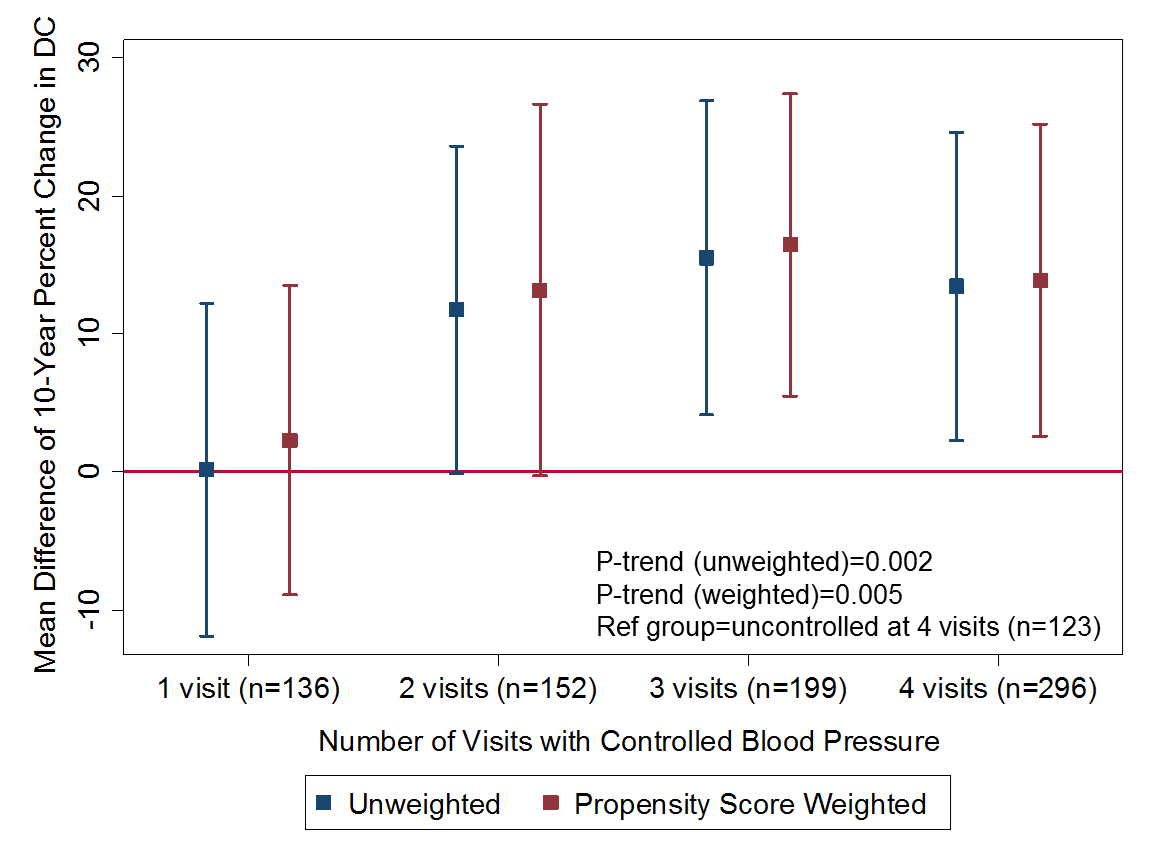 Mean Difference of 10-Year Percent Change in DC
30
20
10
0
-10
P-trend (unweighted)=0.002
P-trend (weighted)=0.005
Ref group=uncontrolled at 4 visits (n=123)
1 visit (n=136)
2 visits (n=152)
3 visits (n=199)
4 visits (n=296)
Number of Visits with Controlled Blood Pressure
Unweighted
Propensity Score Weighted